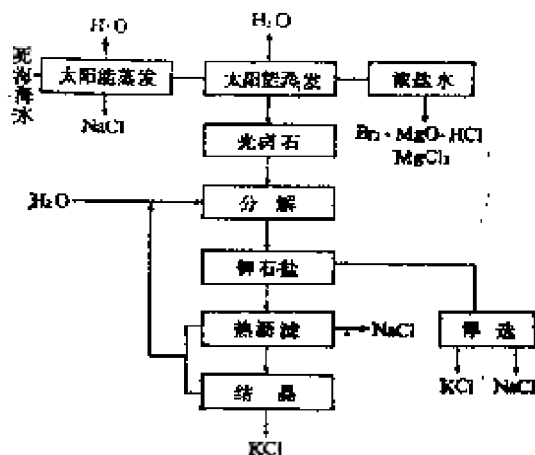 H₂O
H₂O
死海海水
太阳能蒸发
太阳能蒸发
浓盐水
NaCl
Br₂·MgO·HCl
MgCl₂
光卤石
H₂O
分解
钾石盐
热沥滤
NaCl
浮选
KCl
NaCl
结晶
KCl